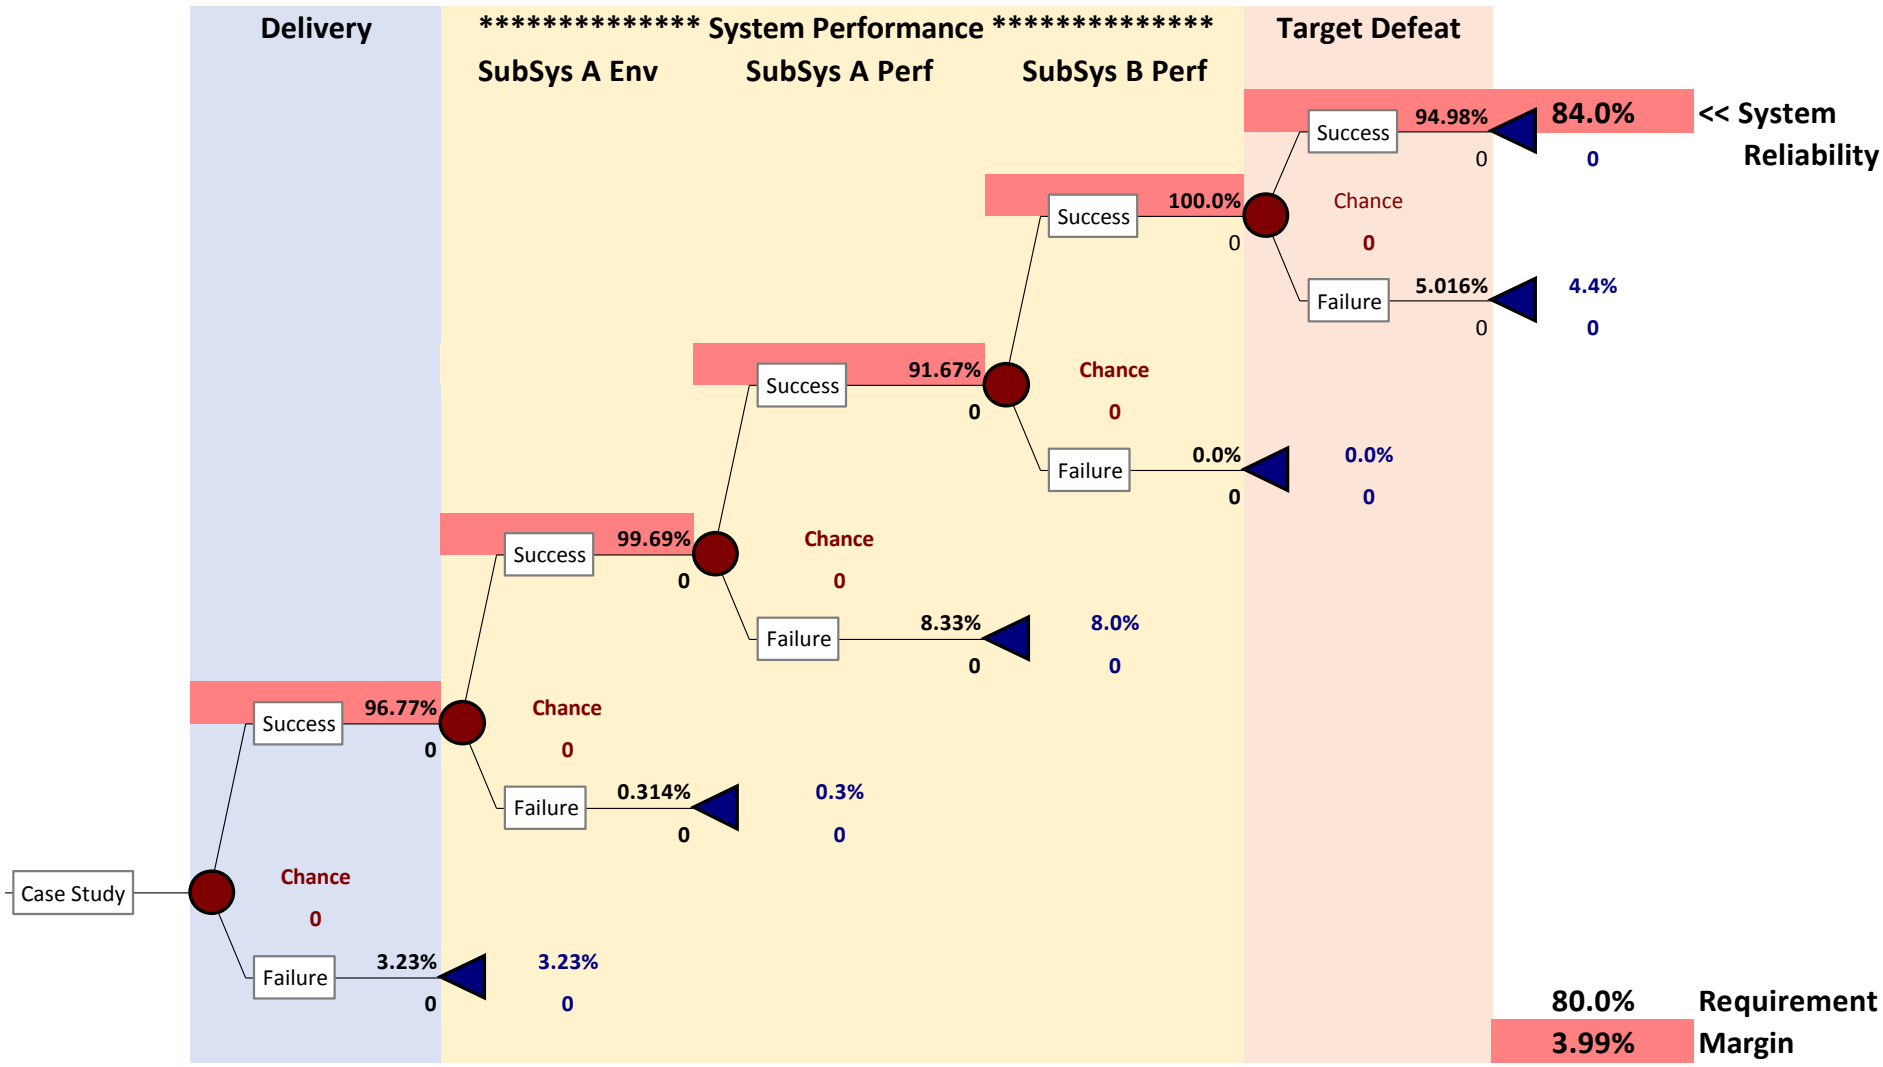 Delivery ************** System Performance ************** Target Defeat
SubSys A Env SubSys A Perf SubSys B Perf
Success 94.98% 84.0% << System
0 0 Reliability
Success 100.0% Chance
0 0
Failure 5.016% 4.4%
0 0
Success 91.67% Chance
0 0
Failure 0.0% 0.0%
0 0
Success 99.69% Chance
0 0
Failure 8.33% 8.0%
0 0
Success 96.77% Chance
0 0
Failure 0.314% 0.3%
0 0
Case Study Chance
0
Failure 3.23% 3.23%
0 0
80.0% Requirement
3.99% Margin